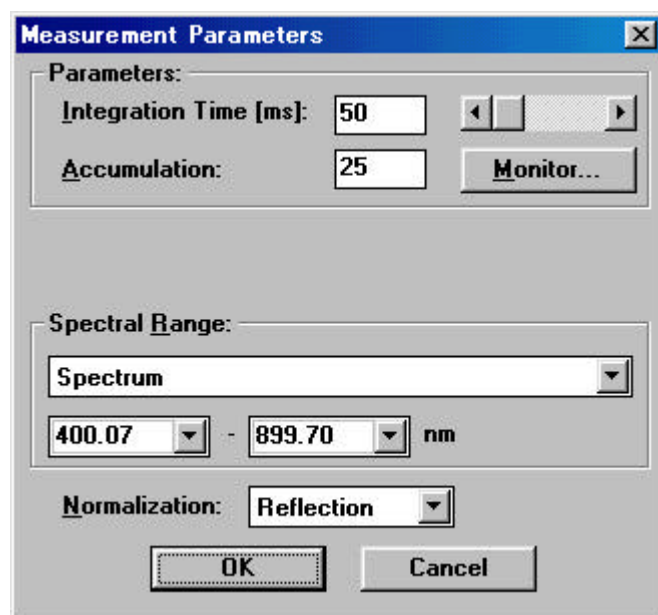 Measurement Parameters
Parameters:
Integration Time [ms]: 50
Accumulation: 25 Monitor...
Spectral Range:
Spectrum
400.07 - 899.70 nm
Normalization: Reflection
OK Cancel